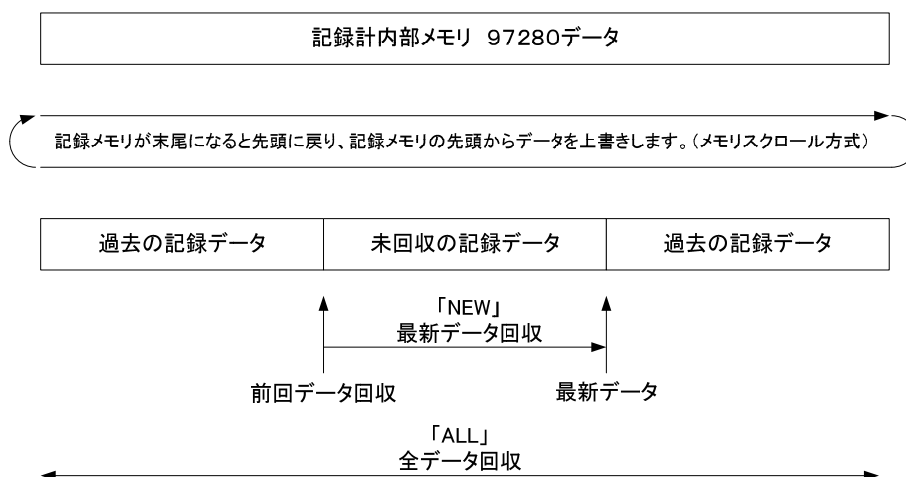 記録計内部メモリ 97280データ
記録メモリが末尾になると先頭に戻り、記録メモリの先頭からデータを上書きします。(メモリスクロール方式)
過去の記録データ 未回収の記録データ 過去の記録データ
「NEW」
最新データ回収
前回データ回収 最新データ
「ALL」
全データ回収